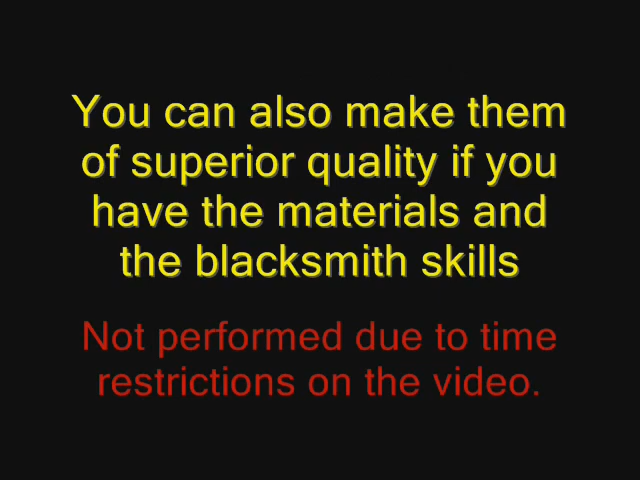 You can also make them
of superior quality if you
have the materials and
the blacksmith skills
Not performed due to time
restrictions on the video.